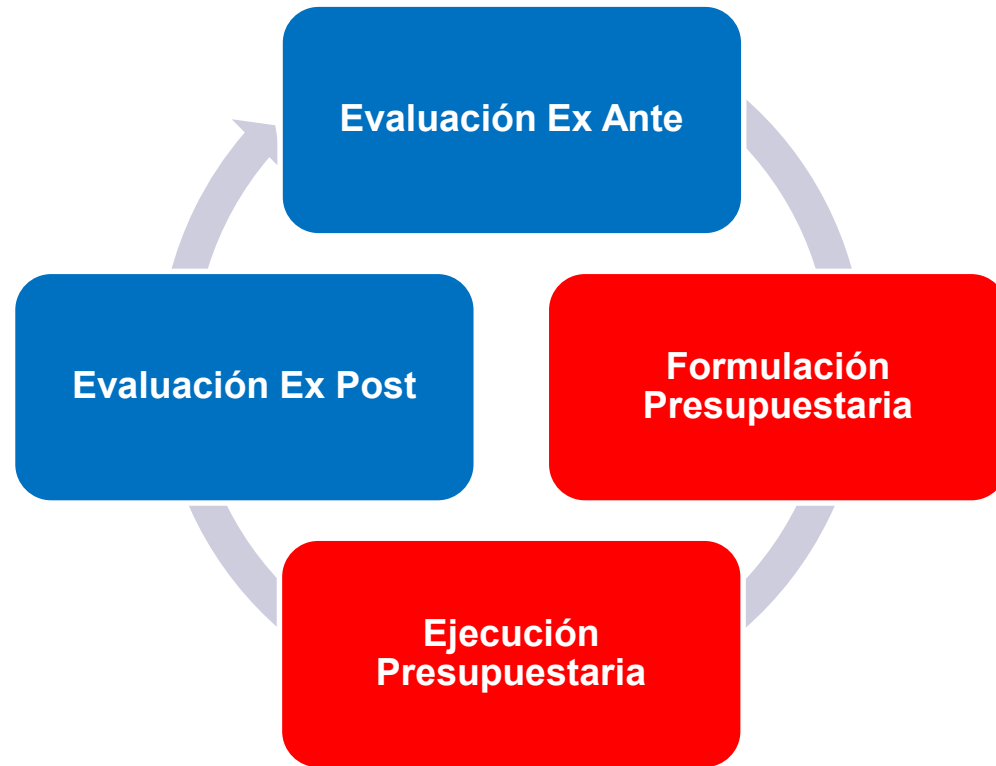 Evaluación Ex Ante
Formulación
Presupuestaria
Ejecución
Presupuestaria
Evaluación Ex Post